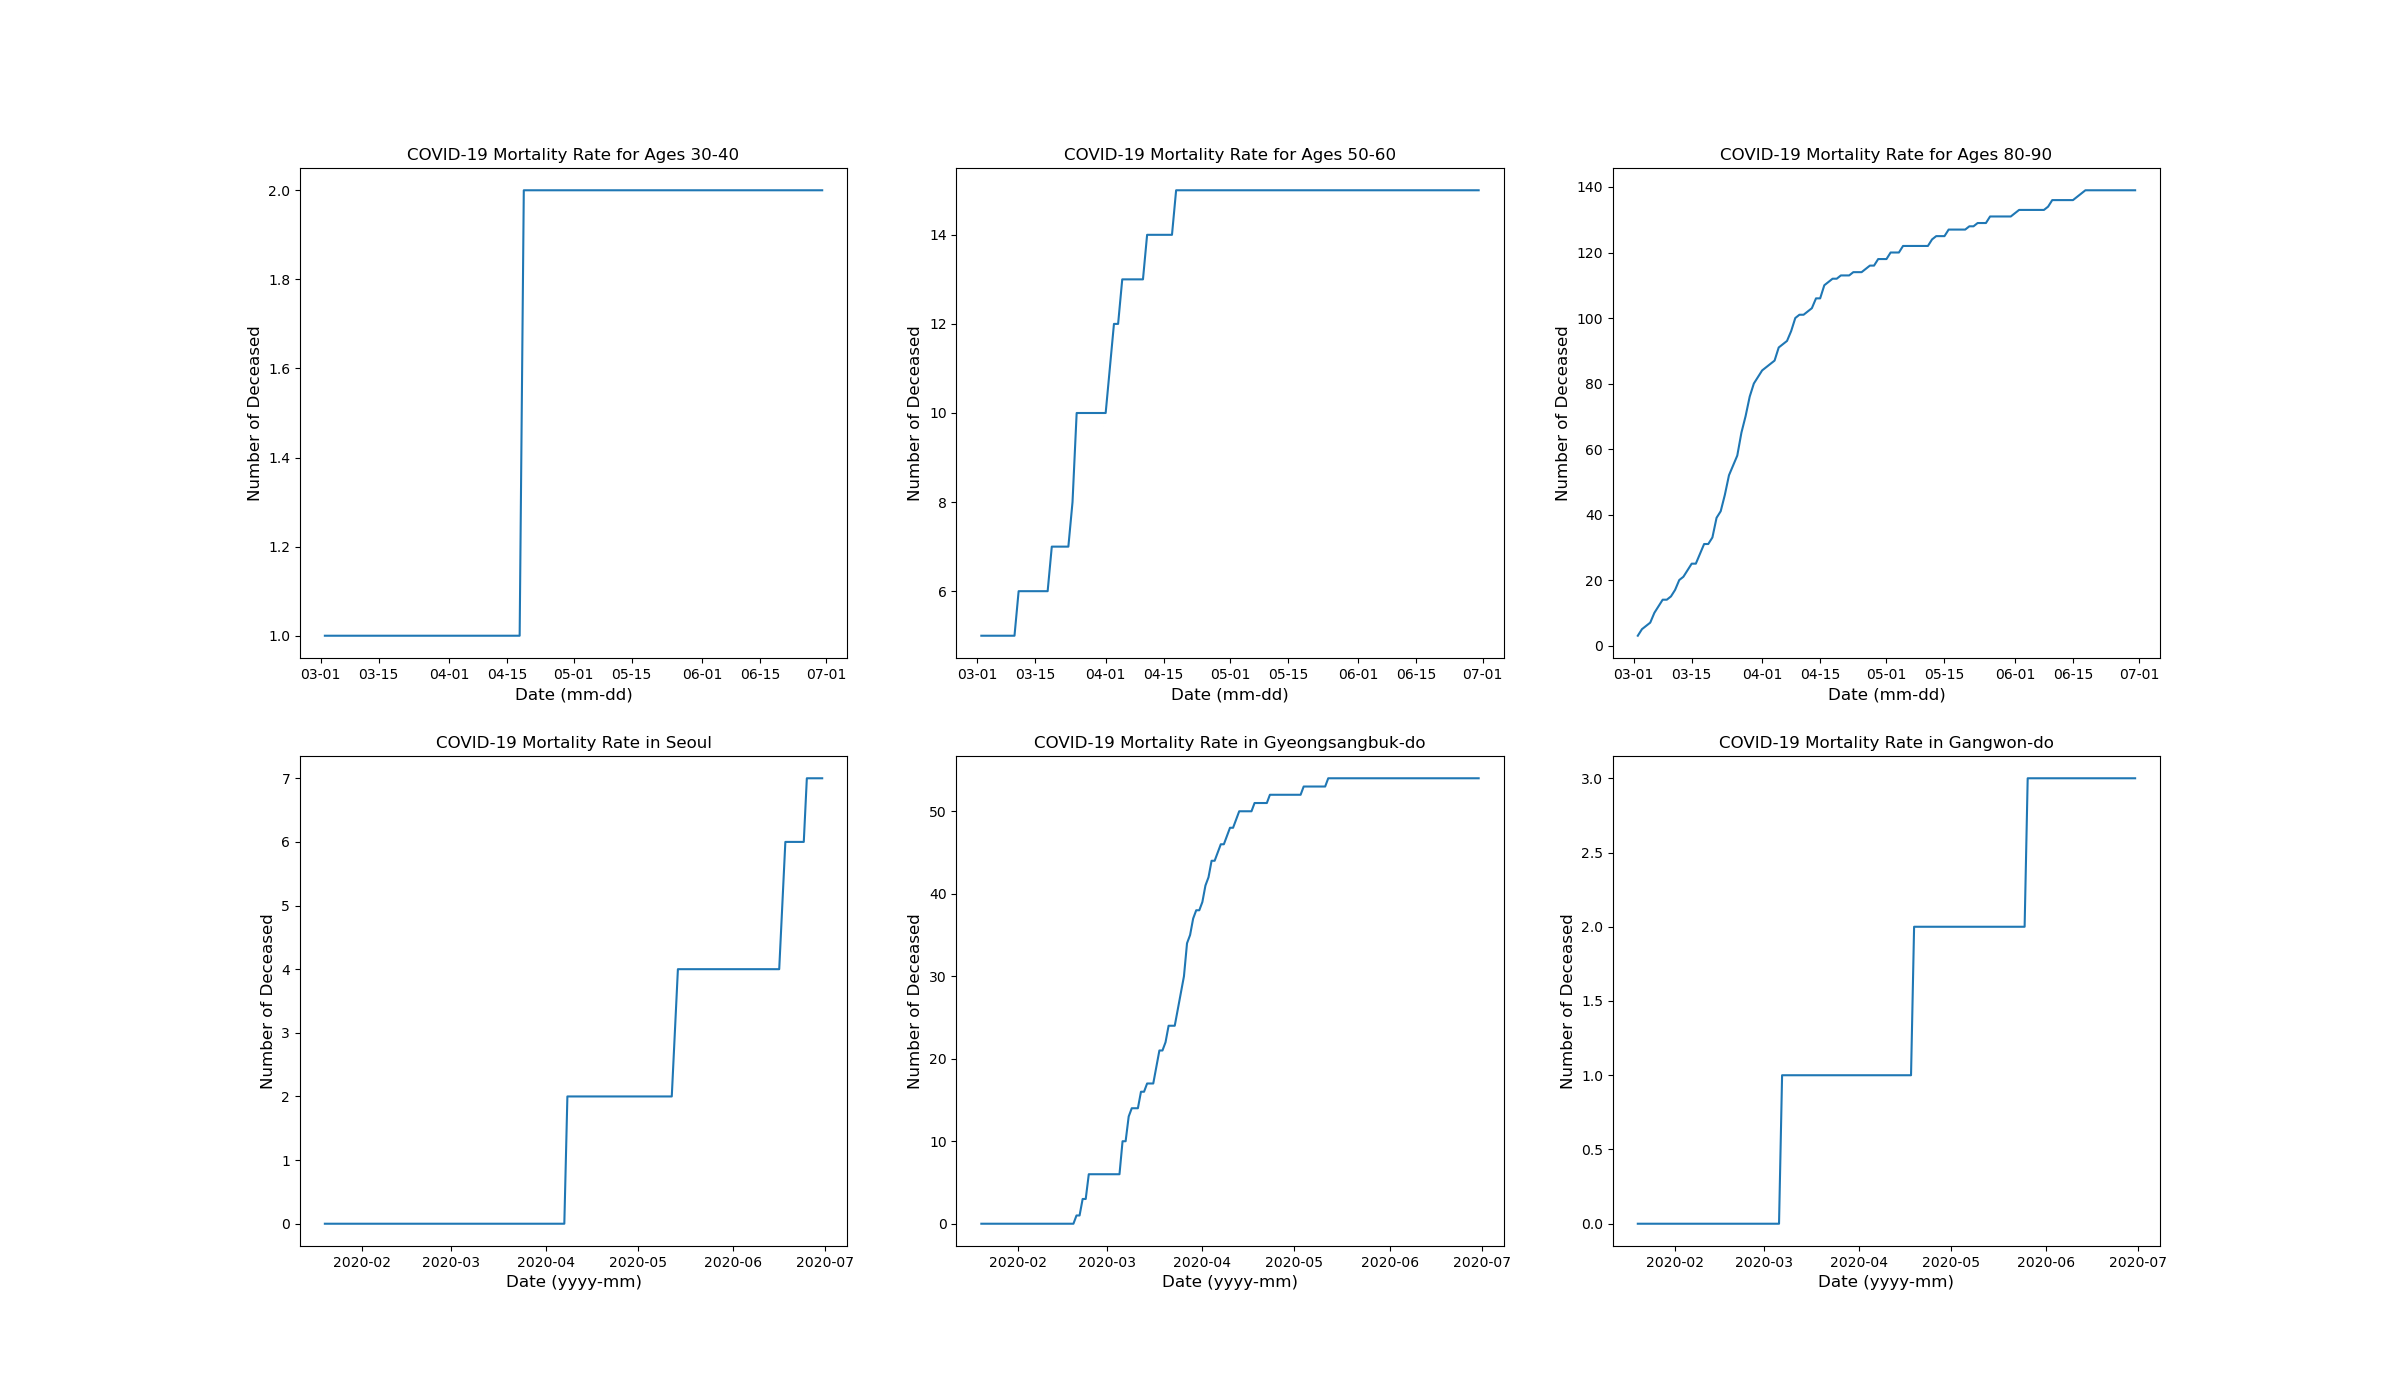 COVID-19 Mortality Rate for Ages 30-40
2.0
1.8
1.6
1.4
1.2
1.0
Number of Deceased
03-01 03-15 04-01 04-15 05-01 05-15 06-01 06-15 07-01
Date (mm-dd)
COVID-19 Mortality Rate for Ages 50-60
14
12
10
8
6
Number of Deceased
03-01 03-15 04-01 04-15 05-01 05-15 06-01 06-15 07-01
Date (mm-dd)
COVID-19 Mortality Rate for Ages 80-90
140
120
100
80
60
40
20
0
Number of Deceased
03-01 03-15 04-01 04-15 05-01 05-15 06-01 06-15 07-01
Date (mm-dd)
COVID-19 Mortality Rate in Seoul
7
6
5
4
3
2
1
0
Number of Deceased
2020-02 2020-03 2020-04 2020-05 2020-06 2020-07
Date (yyyy-mm)
COVID-19 Mortality Rate in Gyeongsangbuk-do
50
40
30
20
10
0
Number of Deceased
2020-02 2020-03 2020-04 2020-05 2020-06 2020-07
Date (yyyy-mm)
COVID-19 Mortality Rate in Gangwon-do
3.0
2.5
2.0
1.5
1.0
0.5
0.0
Number of Deceased
2020-02 2020-03 2020-04 2020-05 2020-06 2020-07
Date (yyyy-mm)